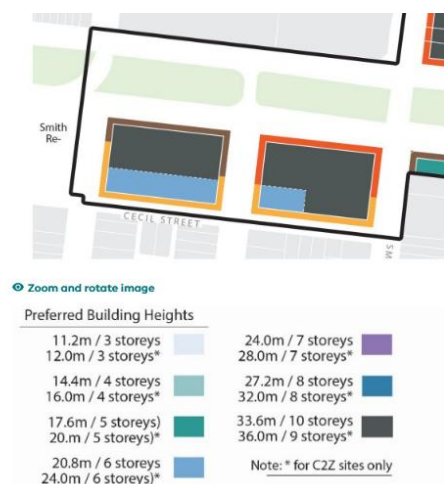 Smith
Re-
CECIL STREET
SM
Zoom and rotate image
Preferred Building Heights
11.2m / 3 storeys
12.0m / 3 storeys*
14.4m / 4 storeys
16.0m / 4 storeys*
17.6m / 5 storeys)
20.m / 5 storeys)*
20.8m / 6 storeys
24.0m / 6 storeys)*
24.0m / 7 storeys
28.0m / 7 storeys*
27.2m / 8 storeys
32.0m / 8 storeys*
33.6m / 10 storeys
36.0m / 9 storeys*
Note: * for C2Z sites only